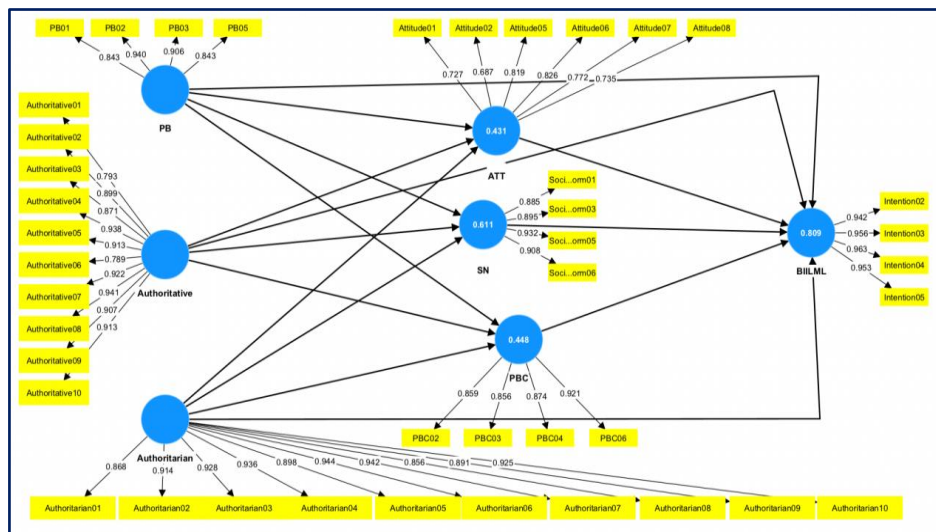 PB01
PB02
PB03
PB05
0.843
0.940
0.906
0.843
PB
Attitude01
Attitude02
Attitude05
Attitude06
Attitude07
Attitude08
0.727
0.687
0.819
0.826
0.772
0.735
0.431
ATT
Authoritative01
Authoritative02
Authoritative03
Authoritative04
Authoritative05
Authoritative06
Authoritative07
Authoritative08
Authoritative09
Authoritative10
0.793
0.899
0.871
0.938
0.913
0.789
0.922
0.941
0.907
0.913
Authoritative
0.611
SN
0.885
0.895
0.932
0.908
Soci...orm01
Soci...orm03
Soci...orm05
Soci...orm06
0.809
BIILML
0.942
0.956
0.963
0.953
Intention02
Intention03
Intention04
Intention05
0.448
PBC
0.859
0.856
0.874
0.921
PBC02
PBC03
PBC04
PBC06
Authoritarian
0.868
0.914
0.928
0.936
0.898
0.944
0.942
0.856
0.891
0.925
Authoritarian01
Authoritarian02
Authoritarian03
Authoritarian04
Authoritarian05
Authoritarian06
Authoritarian07
Authoritarian08
Authoritarian09
Authoritarian10